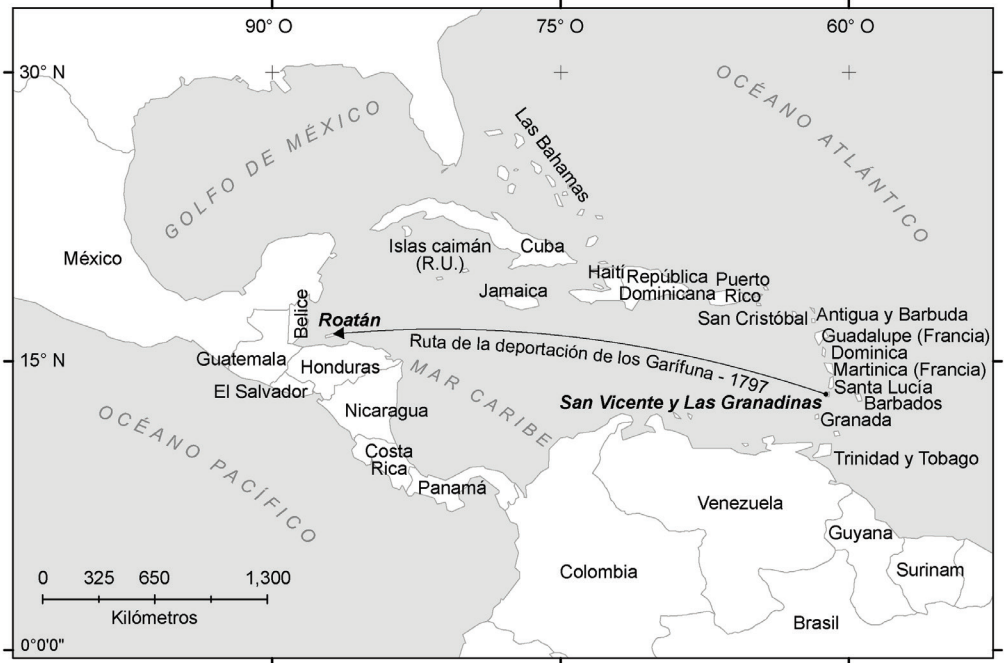 90° O
75° O
60° O
30° N
OCÉANO ATLÁNTICO
GOLFO DE MÉXICO
Las Bahamas
México
Islas caimán
(R.U.)
Cuba
Haití
República
Dominicana
Puerto
Rico
Jamaica
Belice
Roatán
San Cristóbal
Antigua y Barbuda
Guadalupe (Francia)
Dominica
Martinica (Francia)
Santa Lucía
Barbados
Ruta de la deportación de los Garífuna - 1797
San Vicente y Las Granadinas
Granada
15° N
Guatemala
Honduras
El Salvador
MAR CARIBE
Nicaragua
OCÉANO PACÍFICO
Costa
Rica
Panamá
Trinidad y Tobago
Venezuela
Guyana
Colombia
Surinam
Brasil
0 325 650 1,300
Kilómetros
0°0'0"